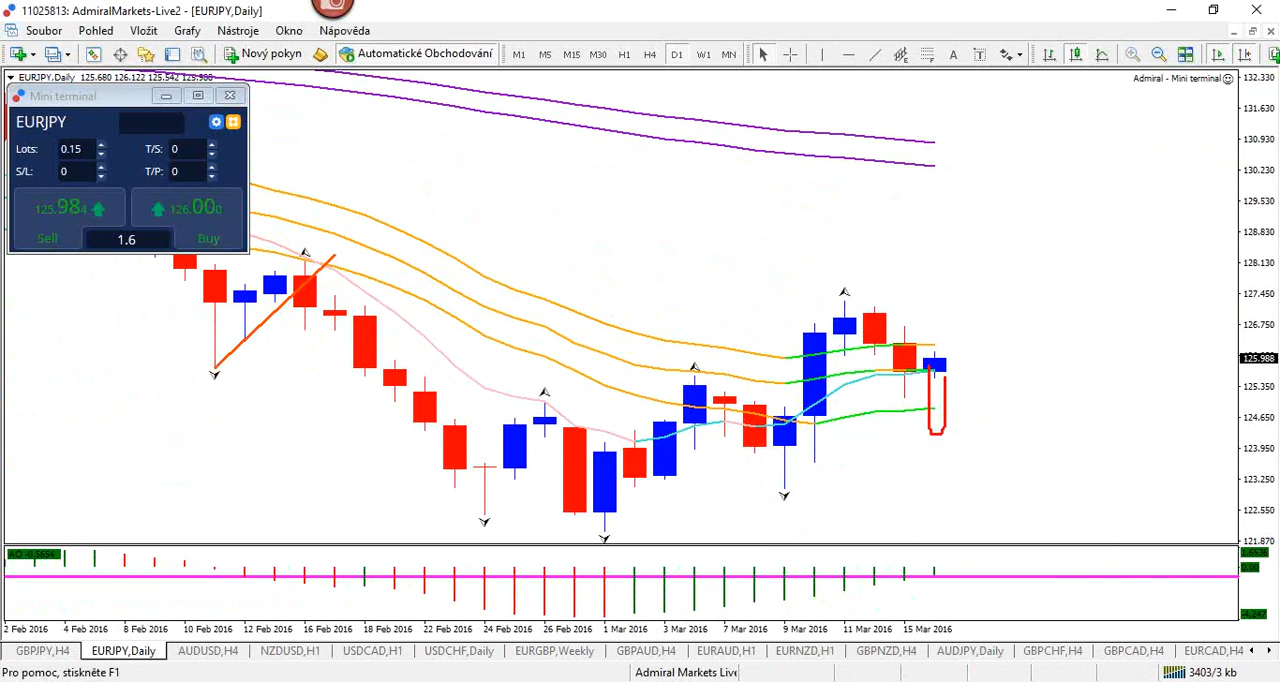 11025813: AdmiralMarkets-Live2 - [EURJPY,Daily]
Soubor Pohled Vložit Grafy Nástroje Okno Nápověda
Nový pokyn Automatické Obchodování M1 M5 M15 M30 H1 H4 D1 W1 MN A T
EURJPY,Daily 125.680 126.122 125.542 125.988
Admiral - Mini terminal
Mini terminal
EURJPY
Lots: 0.15 T/S: 0
S/L: 0 T/P: 0
125.984 126.000
Sell 1.6 Buy
132.330
131.630
130.930
130.230
129.530
128.830
128.130
127.450
126.750
125.988
125.350
124.650
123.950
123.250
122.550
121.870
AO -0.5654
0.00
2 Feb 2016 4 Feb 2016 8 Feb 2016 10 Feb 2016 12 Feb 2016 16 Feb 2016 18 Feb 2016 22 Feb 2016 24 Feb 2016 26 Feb 2016 1 Mar 2016 3 Mar 2016 7 Mar 2016 9 Mar 2016 11 Mar 2016 15 Mar 2016
GBPJPY,H4 EURJPY,Daily AUDUSD,H4 NZDUSD,H1 USDCAD,H1 USDCHF,Daily EURGBP,Weekly GBPAUD,H4 EURAUD,H1 EURNZD,H1 GBPNZD,H4 AUDJPY,Daily GBPCHF,H4 GBPCAD,H4 EURCAD,H4
Pro pomoc, stiskněte F1 Admiral Markets Live 3403/3 kb